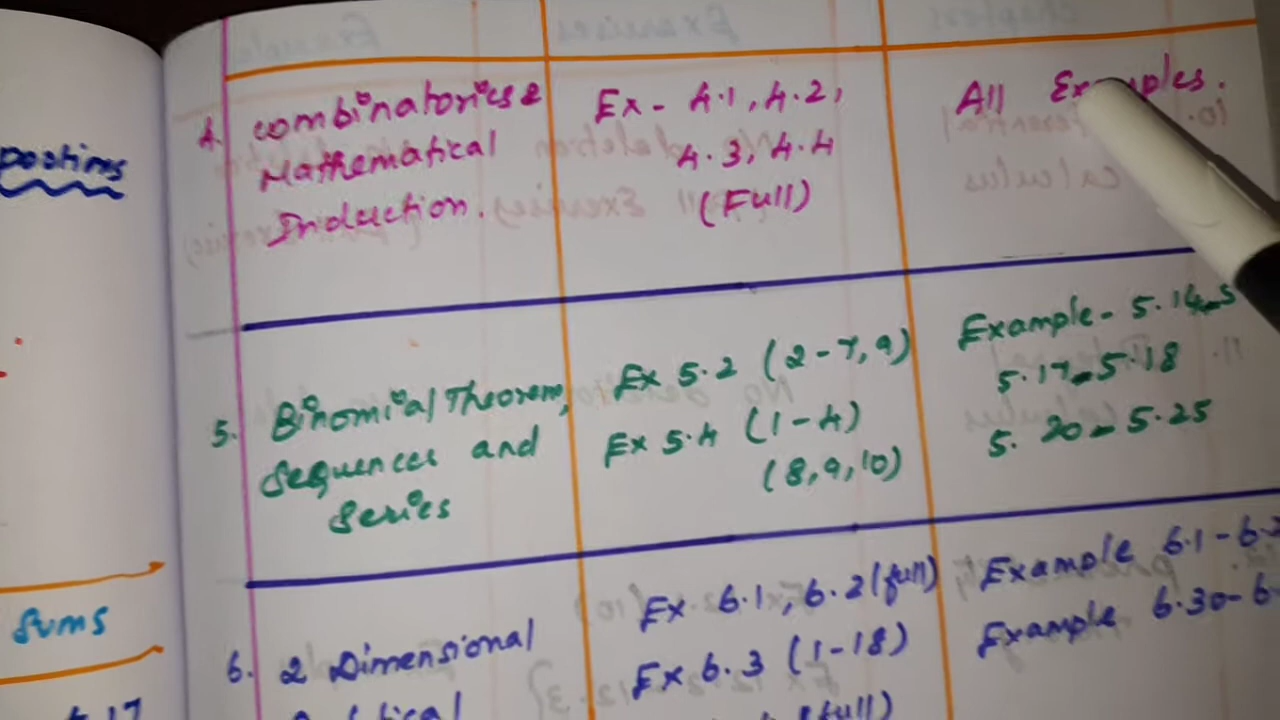 4. Combinatorics & Mathematical Induction.
Ex - 4.1, 4.2,
4.3, 4.4
(Full)
All Examples.
5. Binomial Theorem,
Sequences and
Series
Ex 5.2 (2-7, 9)
Ex 5.4 (1-4)
(8, 9, 10)
Example - 5.14
5.17 - 5.18
5.20 - 5.25
6. 2 Dimensional
Ex 6.1, 6.2 (full)
Ex 6.3 (1-18)
(full)
Example 6.1 - 6.
Example 6.30 - 6.
Sums